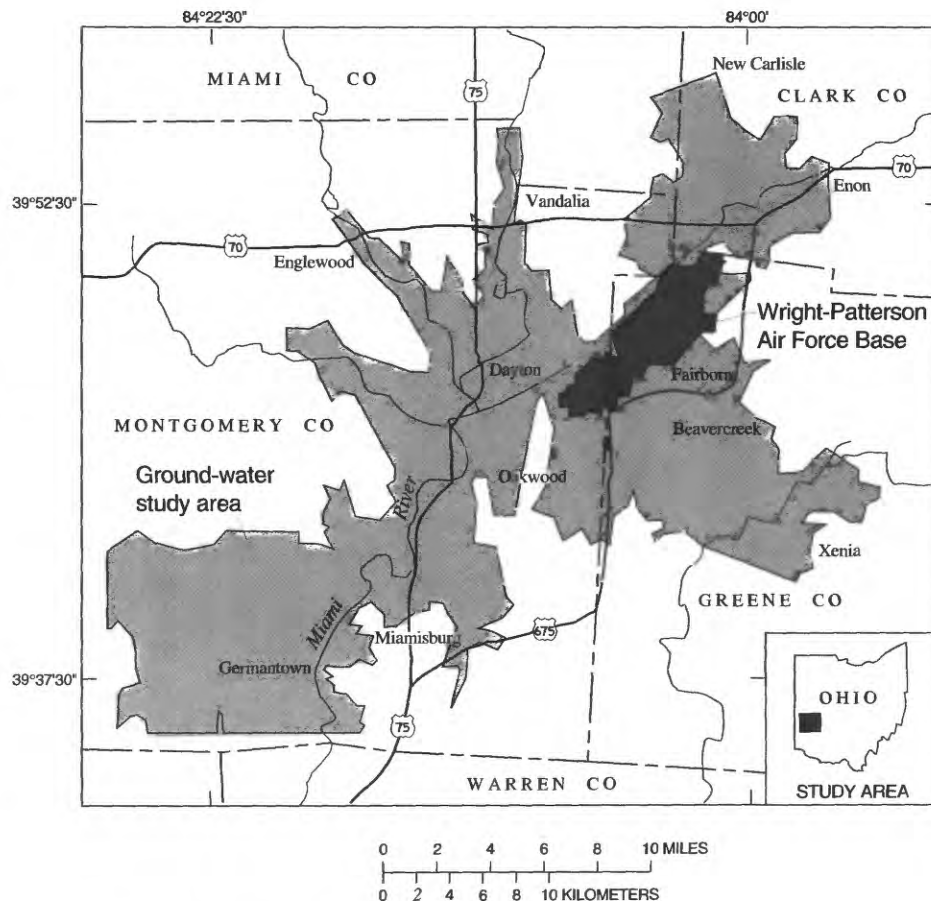 84°22'30"
84°00'
New Carlisle
MIAMI CO
75
CLARK CO
70
Enon
39°52'30"
Vandalia
70
Englewood
Wright-Patterson
Air Force Base
Dayton
Fairborn
MONTGOMERY CO
Beavercreek
Ground-water
study area
Oakwood
River
Xenia
GREENE CO
Miami
Miamisburg
675
Germantown
39°37'30"
OHIO
75
WARREN CO
STUDY AREA
0 2 4 6 8 10 MILES
0 2 4 6 8 10 KILOMETERS